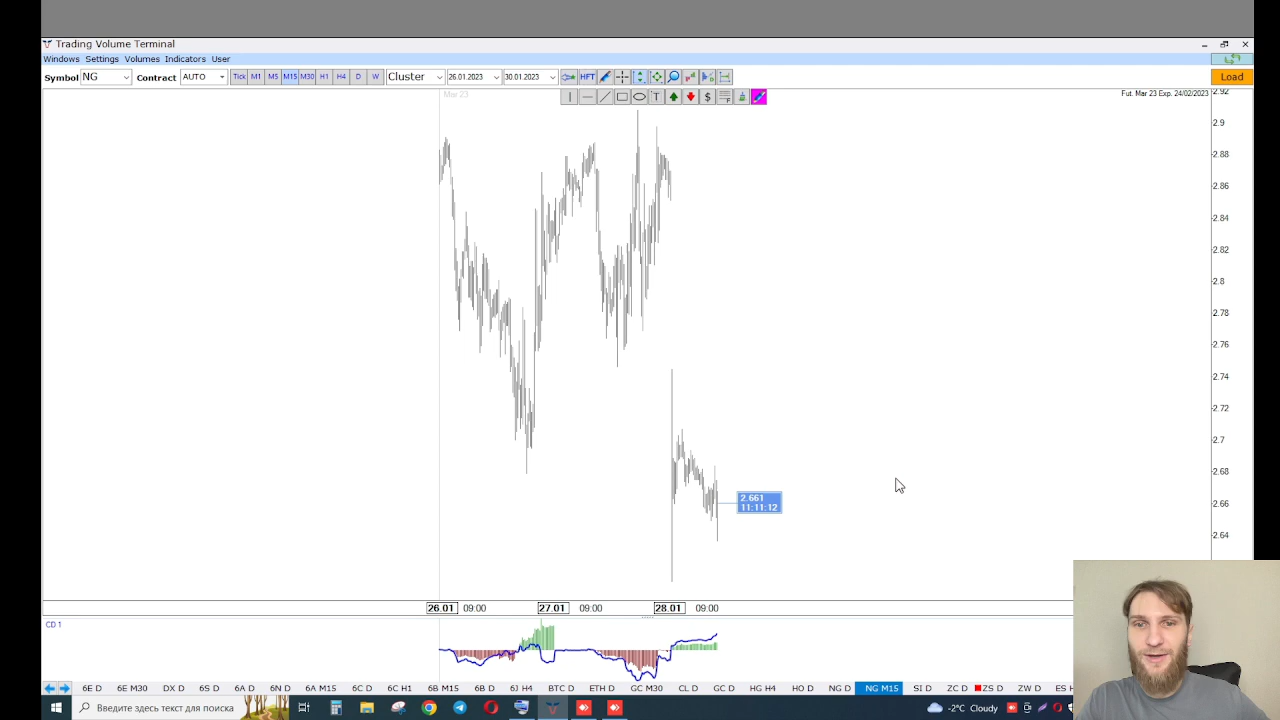 Trading Volume Terminal
Windows Settings Volumes Indicators User
Symbol NG Contract AUTO Tick M1 M5 M15 M30 H1 H4 D W Cluster 26.01.2023 30.01.2023 HFT Load
T $
Mar 23
Fut. Mar 23 Exp. 24/02/2023
2.92
2.9
2.88
2.86
2.84
2.82
2.8
2.78
2.76
2.74
2.72
2.7
2.68
2.66
2.64
2.661
11:11:12
26.01 09:00 27.01 09:00 28.01 09:00
CD 1
6E D 6E M30 DX D 6S D 6A D 6N D 6A M15 6C D 6C H1 6B M15 6B D 6J H4 BTC D ETH D GC M30 CL D GC D HG H4 HO D NG D NG M15 SI D ZC D ZS D ZW D ES H
Введите здесь текст для поиска
-2°C Cloudy